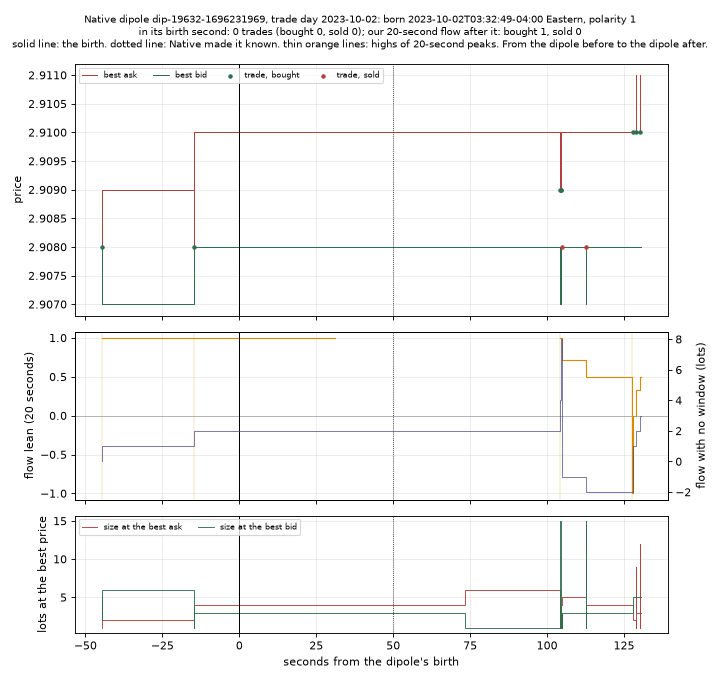 Native dipole dip-19632-1696231969, trade day 2023-10-02: born 2023-10-02T03:32:49-04:00 Eastern, polarity 1
in its birth second: 0 trades (bought 0, sold 0); our 20-second flow after it: bought 1, sold 0
solid line: the birth. dotted line: Native made it known. thin orange lines: highs of 20-second peaks. From the dipole before to the dipole after.
best ask best bid trade, bought trade, sold
2.9110
2.9105
2.9100
2.9095
2.9090
2.9085
2.9080
2.9075
2.9070
price
1.0
0.5
0.0
−0.5
−1.0
flow lean (20 seconds)
8
6
4
2
0
−2
flow with no window (lots)
size at the best ask size at the best bid
15
10
5
lots at the best price
−50 −25 0 25 50 75 100 125
seconds from the dipole's birth